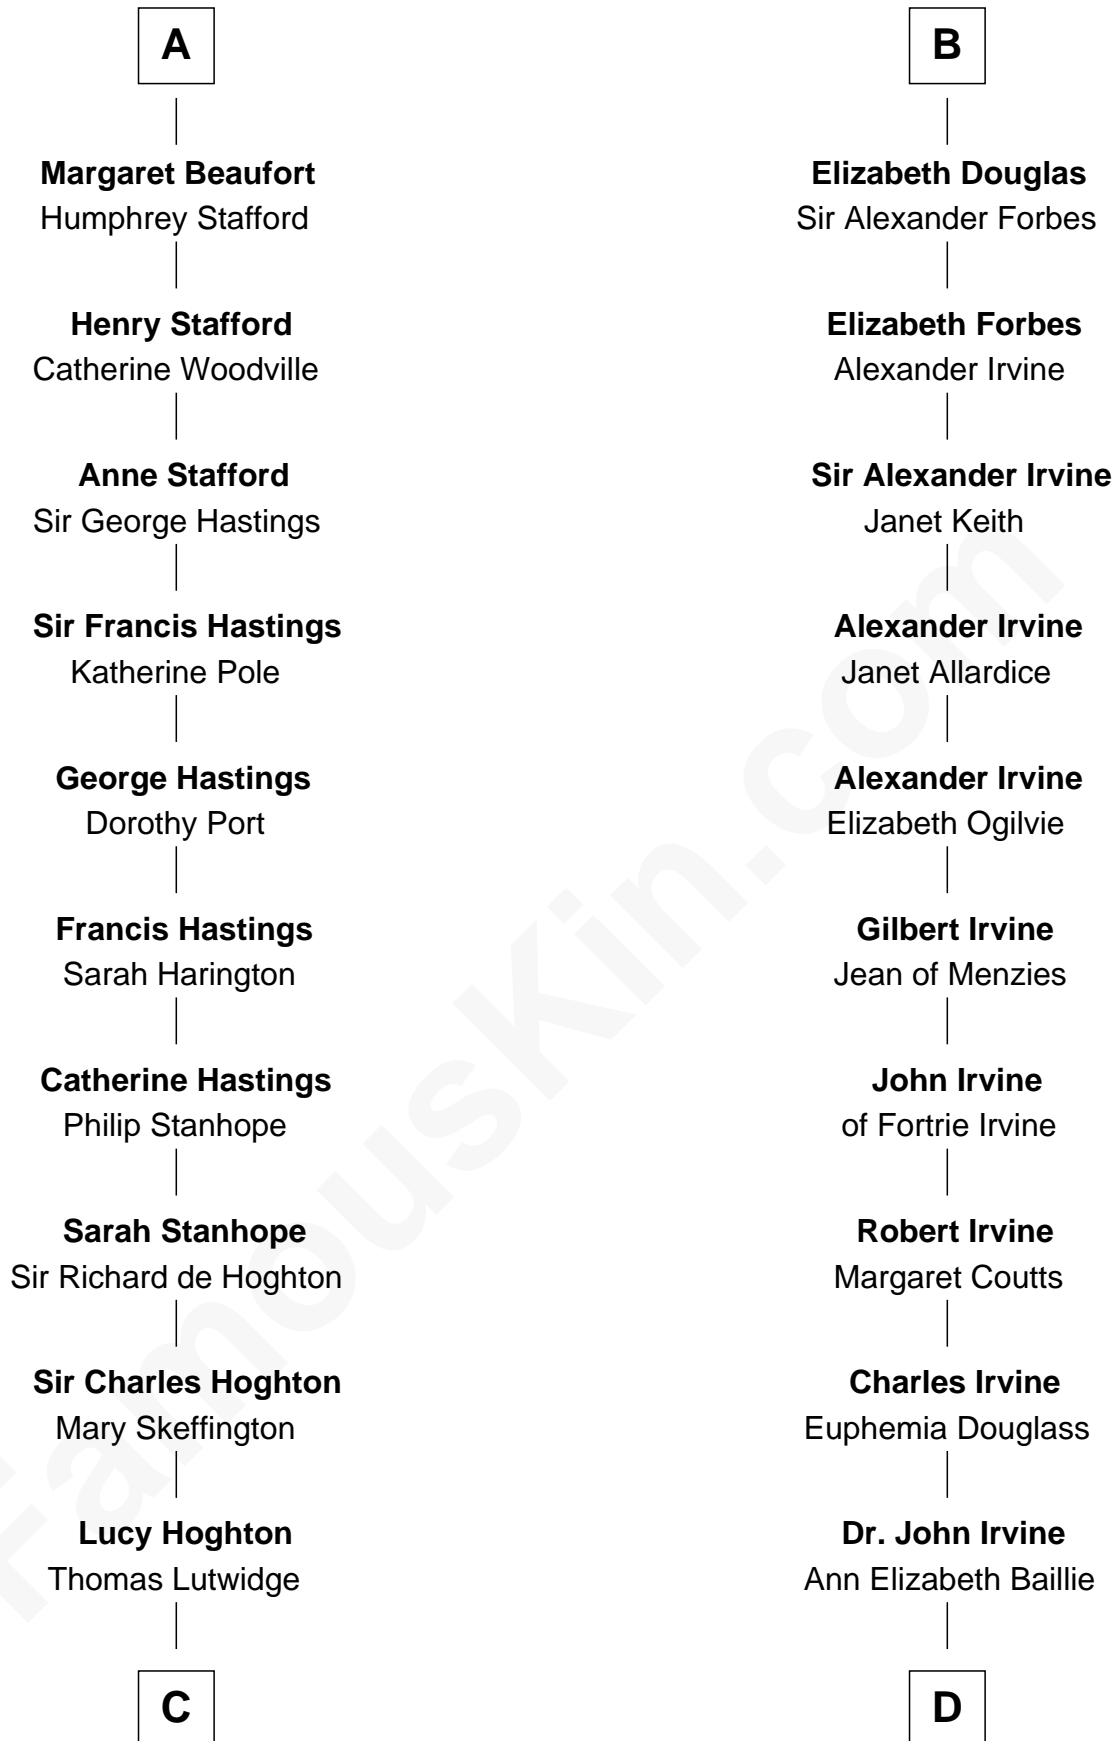 A
Margaret Beaufort
Humphrey Stafford
Henry Stafford
Catherine Woodville
Anne Stafford
Sir George Hastings
Sir Francis Hastings
Katherine Pole
George Hastings
Dorothy Port
Francis Hastings
Sarah Harington
Catherine Hastings
Philip Stanhope
Sarah Stanhope
Sir Richard de Hoghton
Sir Charles Hoghton
Mary Skeffington
Lucy Hoghton
Thomas Lutwidge
C
B
Elizabeth Douglas
Sir Alexander Forbes
Elizabeth Forbes
Alexander Irvine
Sir Alexander Irvine
Janet Keith
Alexander Irvine
Janet Allardice
Alexander Irvine
Elizabeth Ogilvie
Gilbert Irvine
Jean of Menzies
John Irvine
of Fortrie Irvine
Robert Irvine
Margaret Coutts
Charles Irvine
Euphemia Douglass
Dr. John Irvine
Ann Elizabeth Baillie
D
FamousKin.com